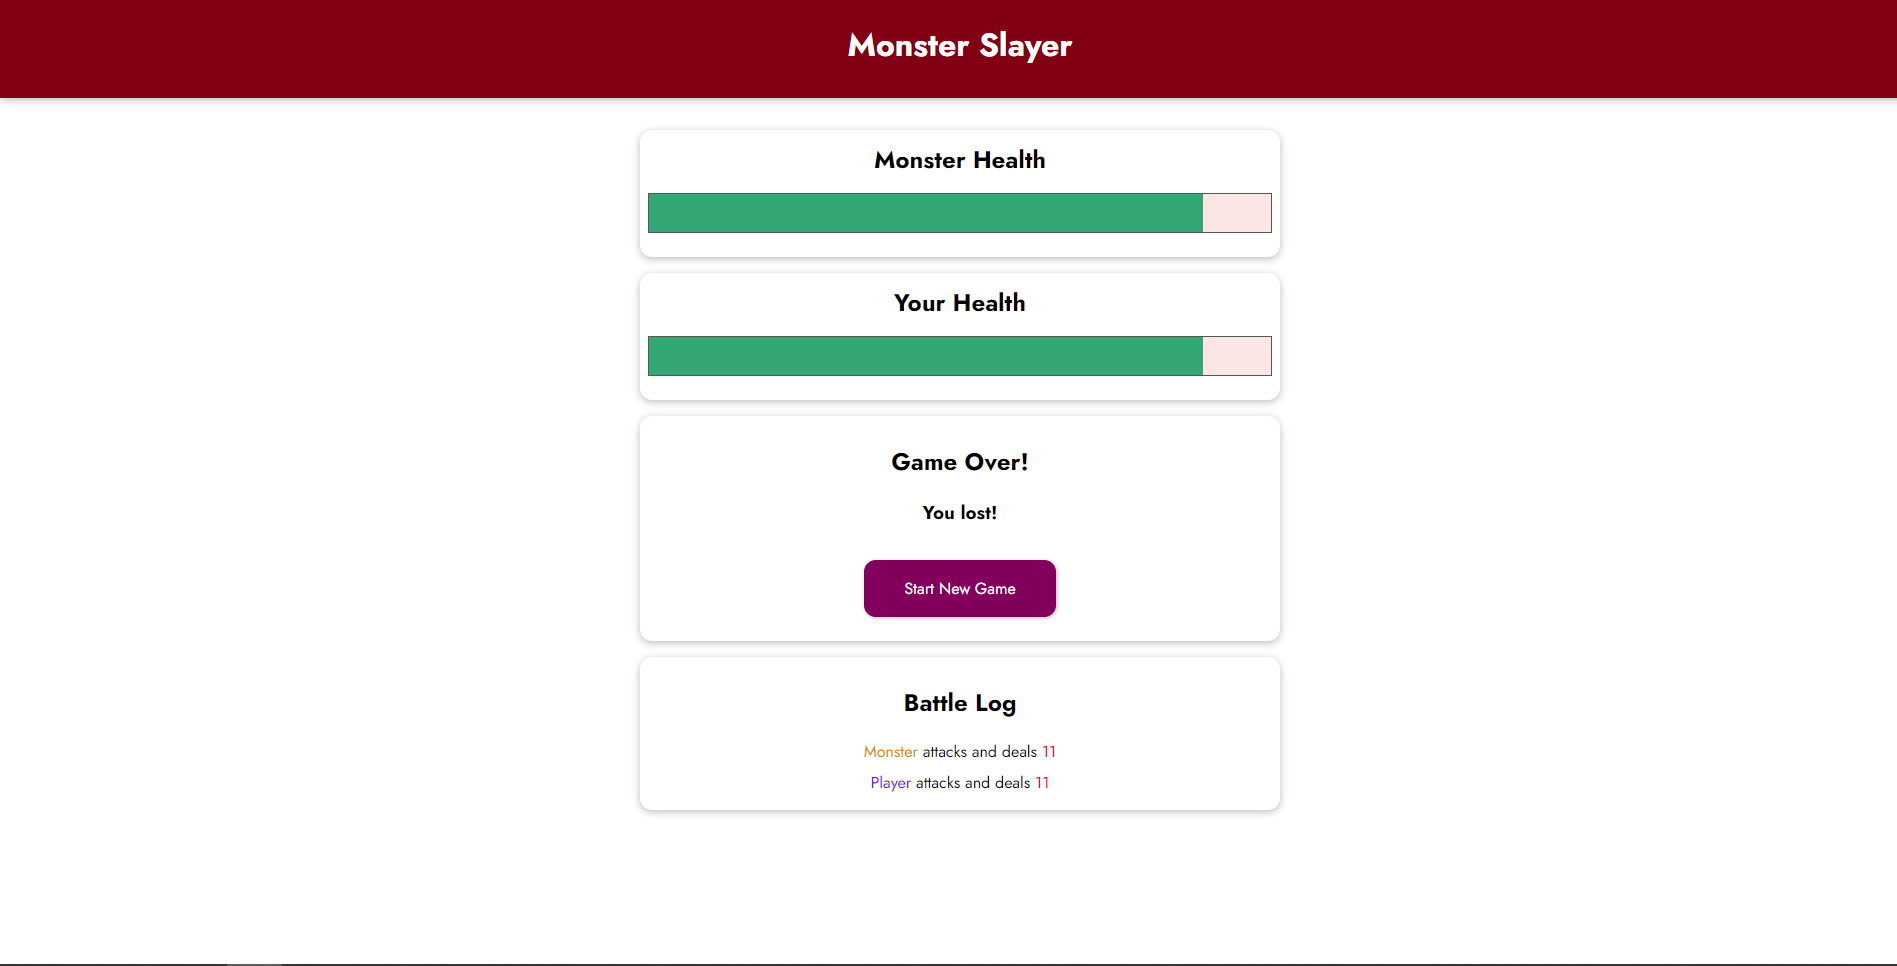 Monster Slayer
Monster Health
Your Health
Game Over!
You lost!
Start New Game
Battle Log
Monster attacks and deals 11
Player attacks and deals 11